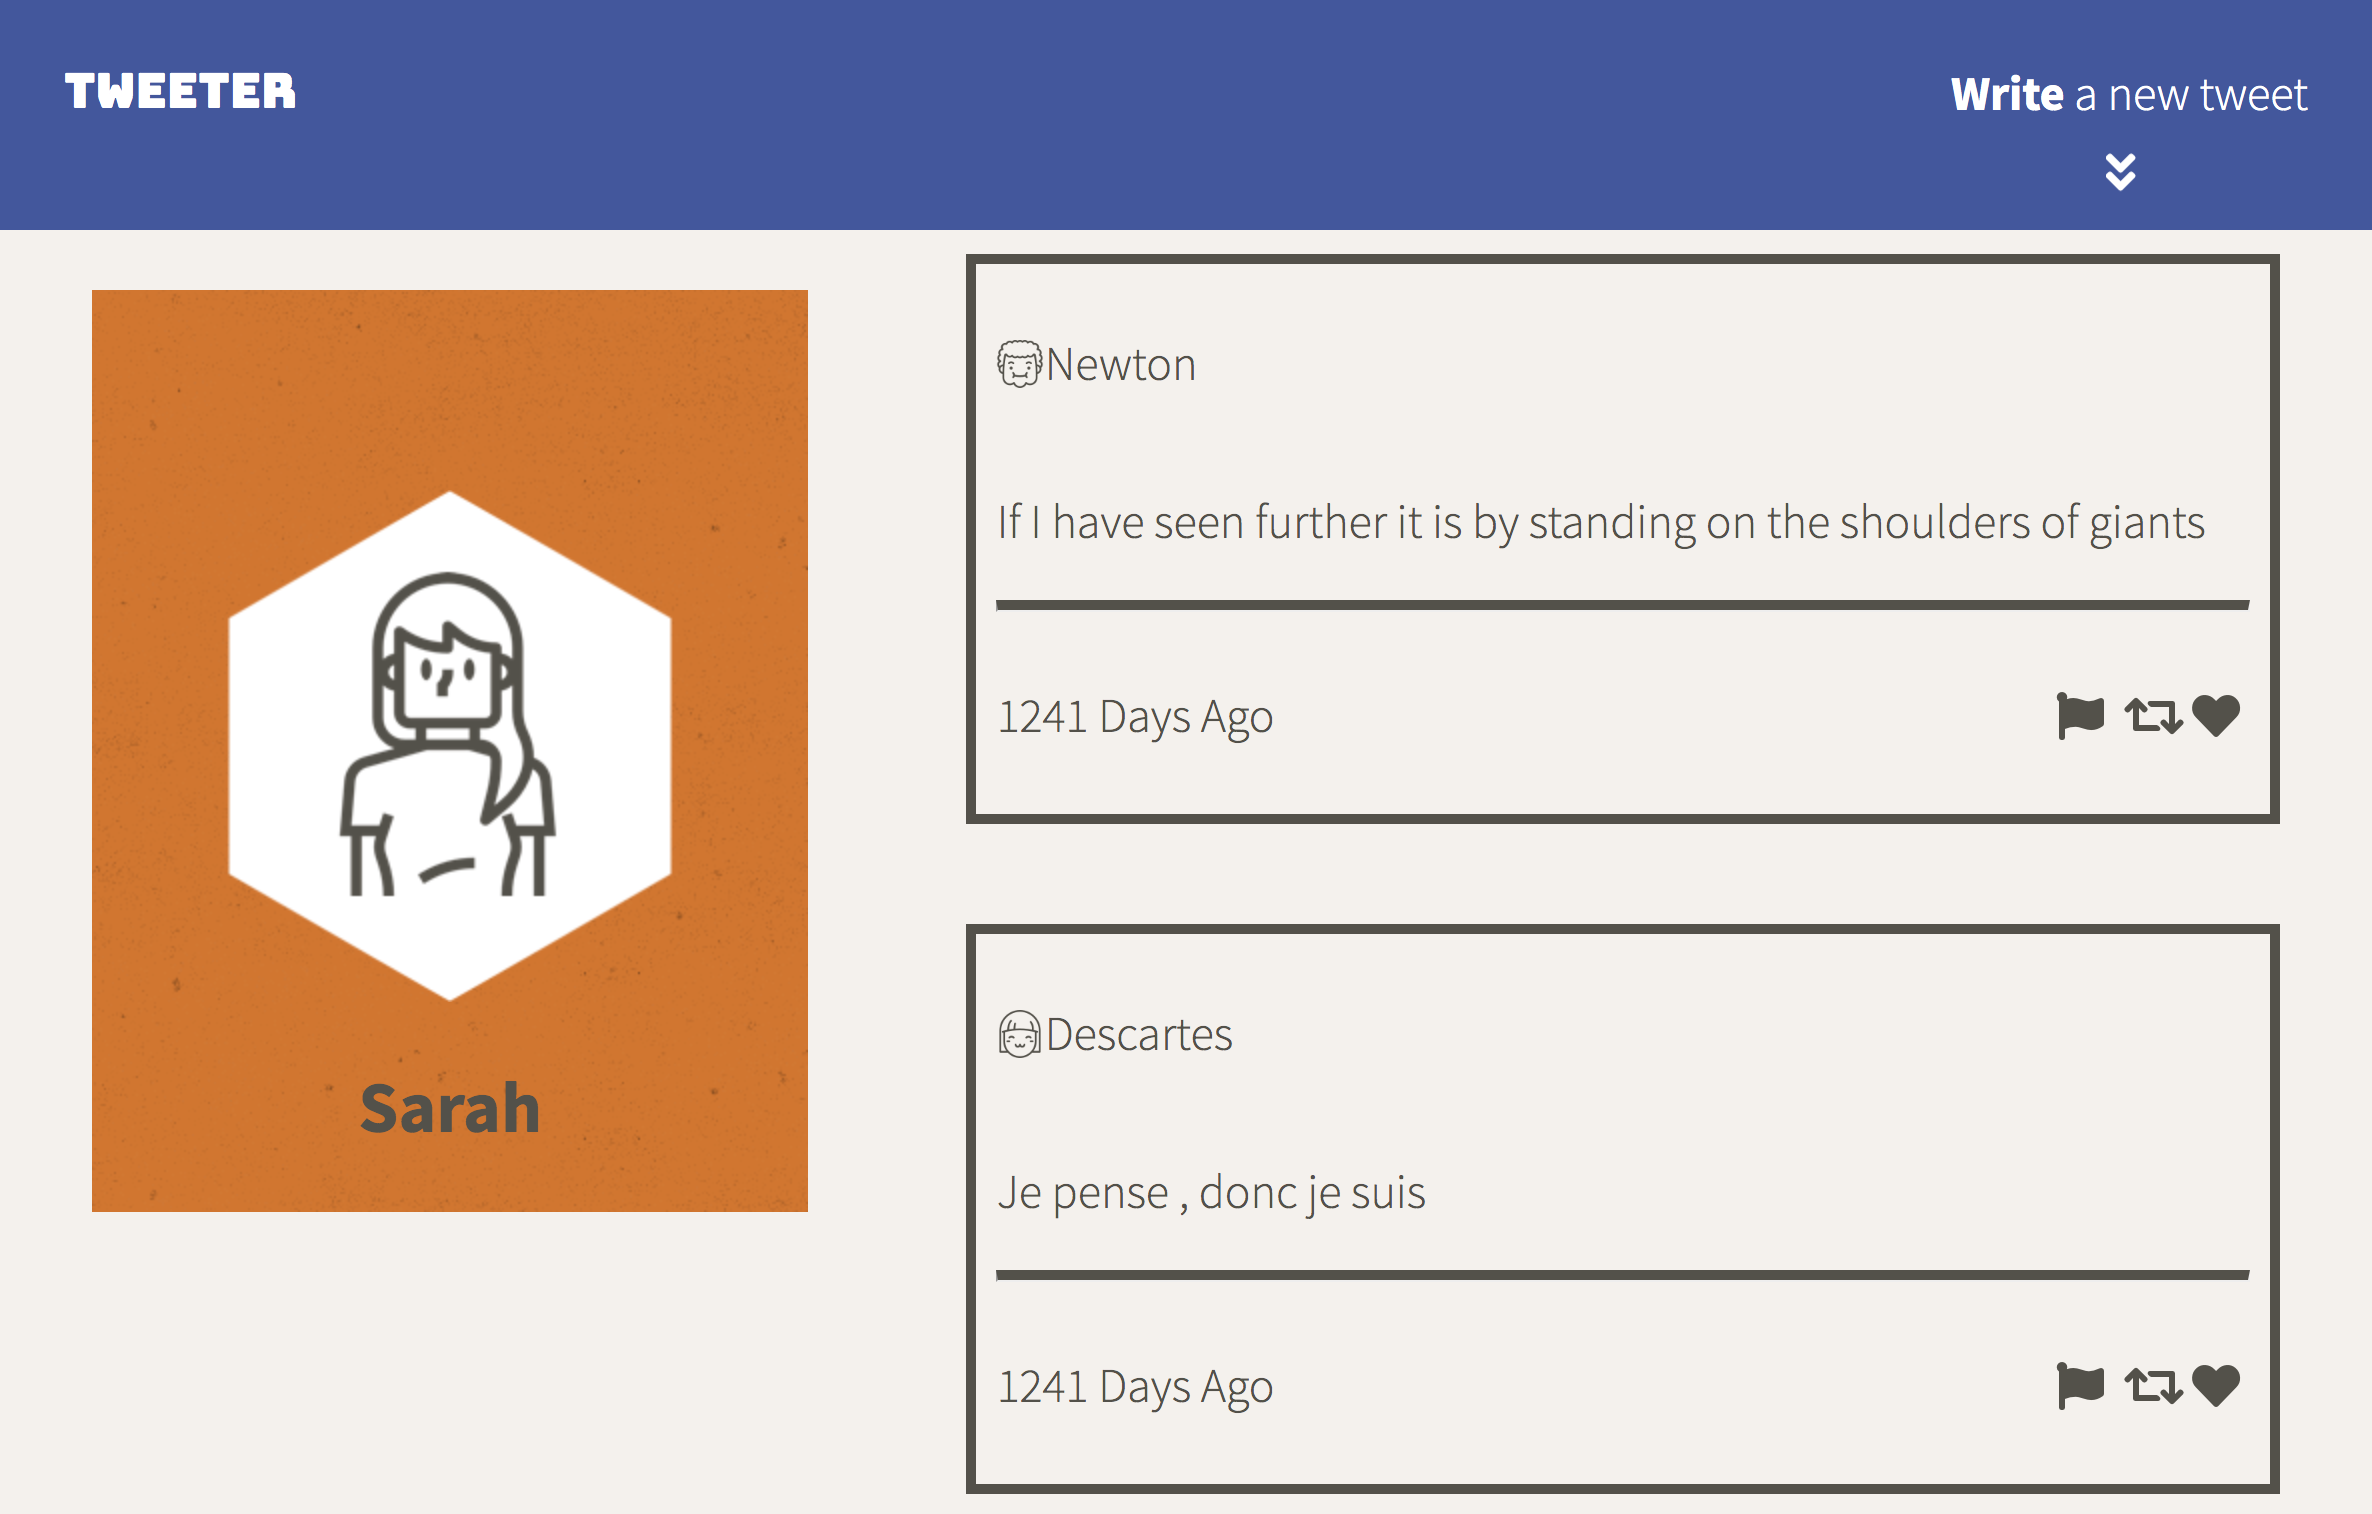 TWEETER
Write a new tweet
Sarah
Newton
If I have seen further it is by standing on the shoulders of giants
1241 Days Ago
Descartes
Je pense , donc je suis
1241 Days Ago